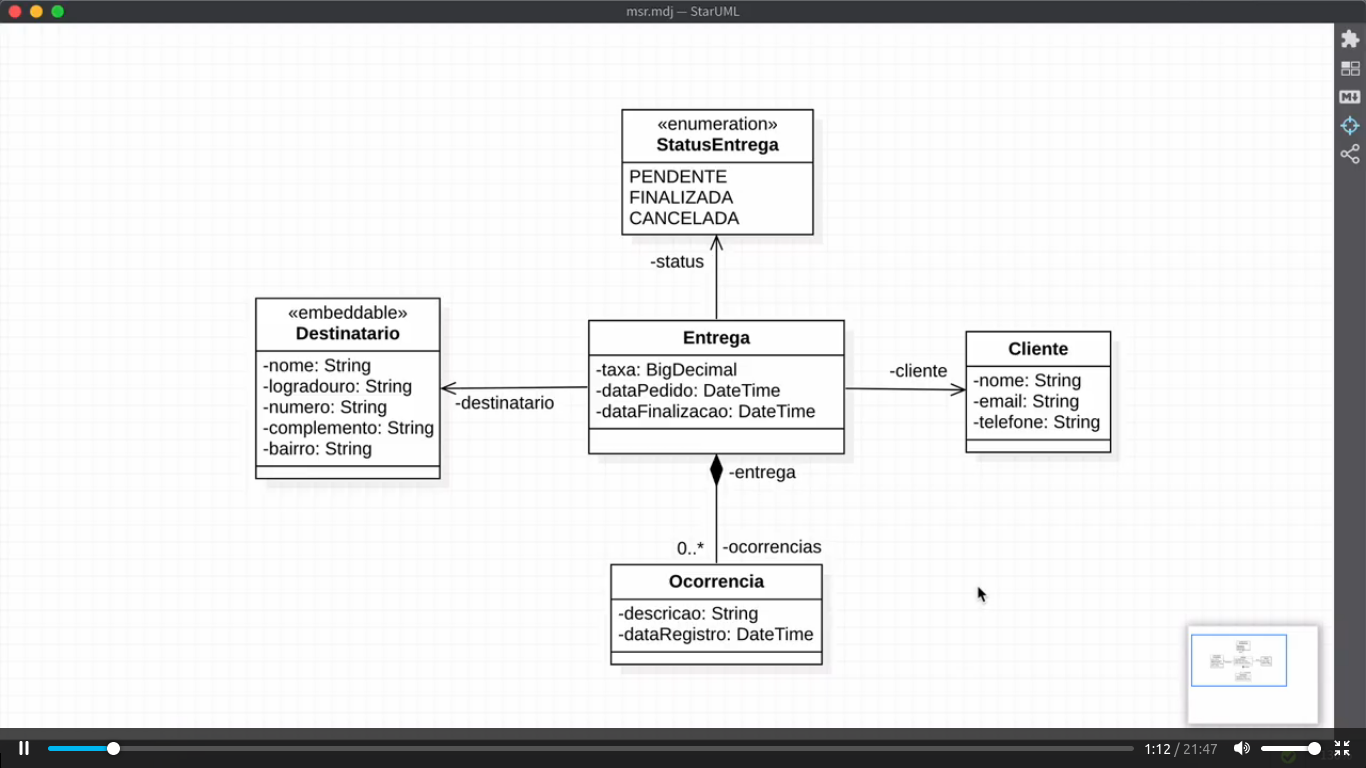 msr.mdj — StarUML
«enumeration»
StatusEntrega
PENDENTE
FINALIZADA
CANCELADA
-status
«embeddable»
Destinatario
-nome: String
-logradouro: String
-numero: String
-complemento: String
-bairro: String
-destinatario
Entrega
-taxa: BigDecimal
-dataPedido: DateTime
-dataFinalizacao: DateTime
-cliente
Cliente
-nome: String
-email: String
-telefone: String
-entrega
0..*
-ocorrencias
Ocorrencia
-descricao: String
-dataRegistro: DateTime
M
1:12 / 21:47